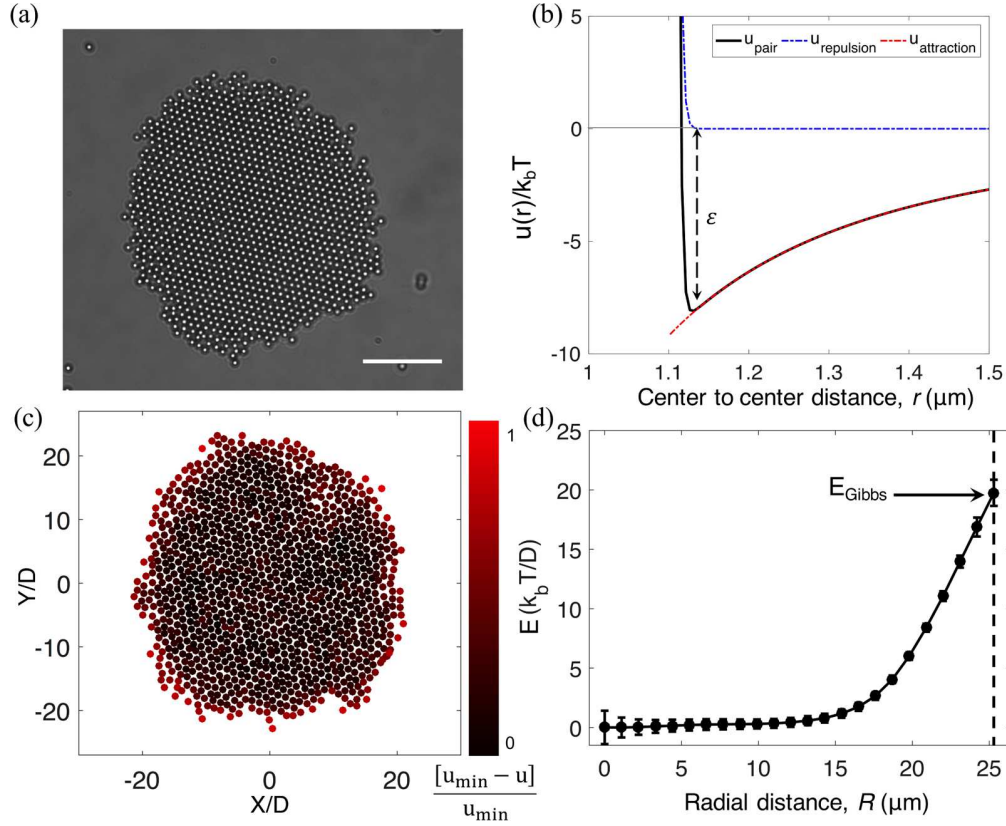 (a)
(b)
5
0
-5
-10
u(r)/k_bT
u_pair u_repulsion u_attraction
ε
1 1.1 1.2 1.3 1.4 1.5
Center to center distance, r (μm)
(c)
20
10
0
-10
-20
Y/D
-20 0 20
X/D
1
0
[u_min − u]
u_min
(d)
25
20
15
10
5
0
E (k_bT/D)
E_Gibbs
0 5 10 15 20 25
Radial distance, R (μm)